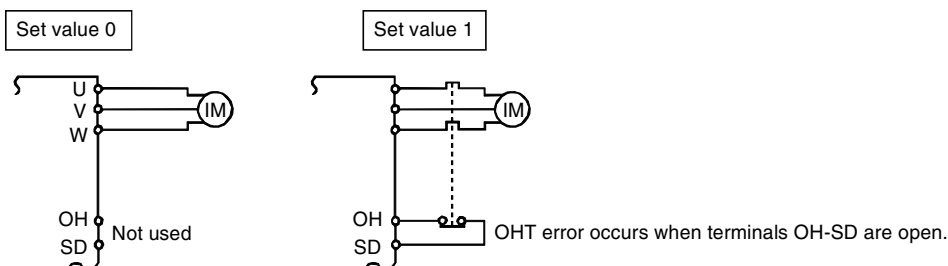 Set value 0
U
V
W
IM
OH
SD
Not used
Set value 1
IM
OH
SD
OHT error occurs when terminals OH-SD are open.